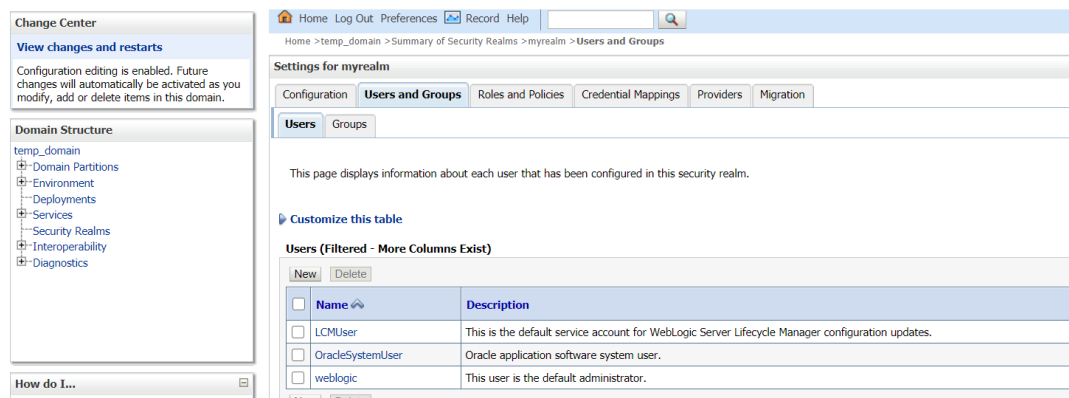 Change Center
View changes and restarts
Configuration editing is enabled. Future
changes will automatically be activated as you
modify, add or delete items in this domain.
Domain Structure
temp_domain
Domain Partitions
Environment
Deployments
Services
Security Realms
Interoperability
Diagnostics
How do I...
Home Log Out Preferences Record Help
Home >temp_domain >Summary of Security Realms >myrealm >Users and Groups
Settings for myrealm
Configuration Users and Groups Roles and Policies Credential Mappings Providers Migration
Users Groups
This page displays information about each user that has been configured in this security realm.
Customize this table
Users (Filtered - More Columns Exist)
New Delete
Name Description
LCMUser This is the default service account for WebLogic Server Lifecycle Manager configuration updates.
OracleSystemUser Oracle application software system user.
weblogic This user is the default administrator.